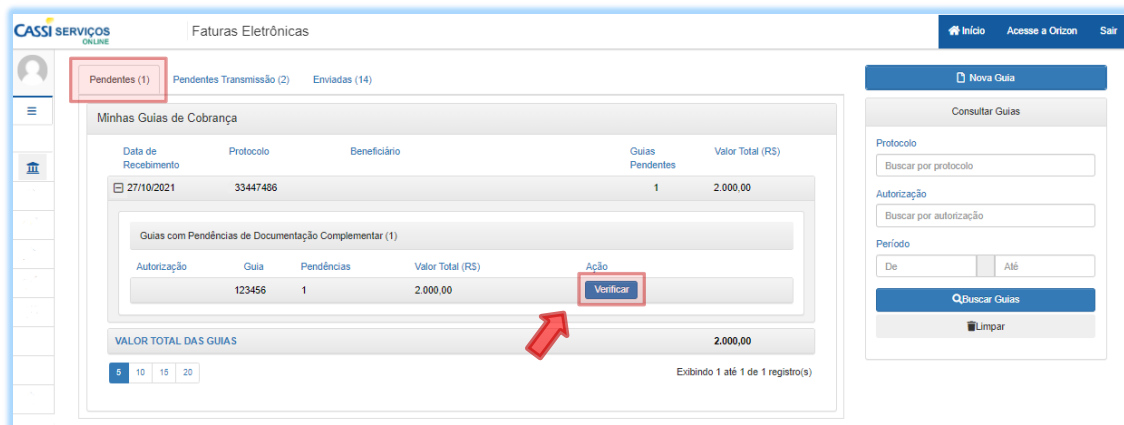 CASSI SERVIÇOS
ONLINE
Faturas Eletrônicas
Início Acesse a Orizon Sair
Pendentes (1) Pendentes Transmissão (2) Enviadas (14)
Minhas Guias de Cobrança
Data de Recebimento Protocolo Beneficiário Guias Pendentes Valor Total (R$)
27/10/2021 33447486 1 2.000,00
Guias com Pendências de Documentação Complementar (1)
Autorização Guia Pendências Valor Total (R$) Ação
123456 1 2.000,00 Verificar
VALOR TOTAL DAS GUIAS 2.000,00
5 10 15 20 Exibindo 1 até 1 de 1 registro(s)
Nova Guia
Consultar Guias
Protocolo
Buscar por protocolo
Autorização
Buscar por autorização
Período
De Até
Buscar Guias
Limpar